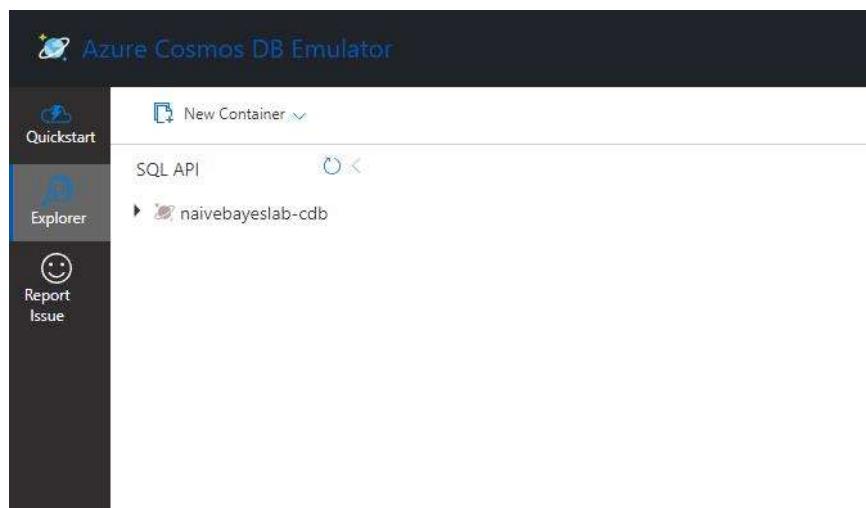 Azure Cosmos DB Emulator
Quickstart
New Container
SQL API
Explorer
naivebayeslab-cdb
Report
Issue